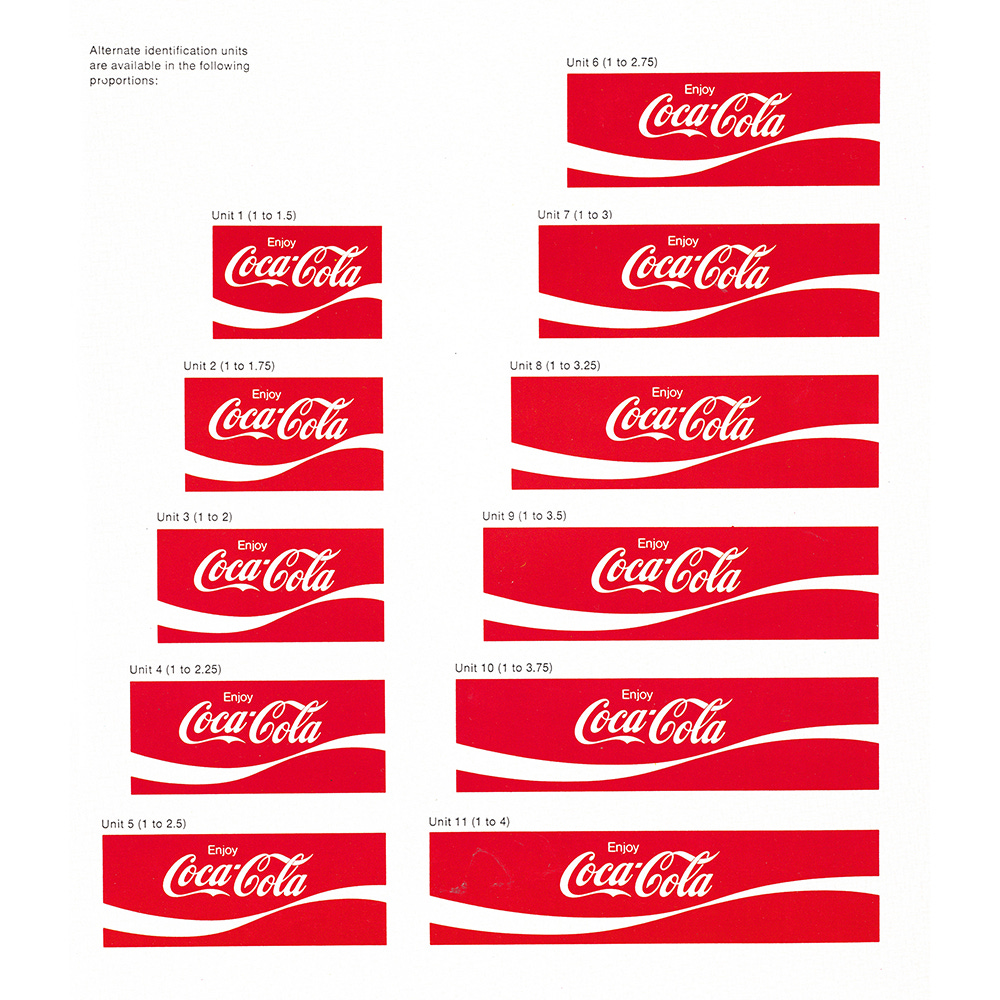 Alternate identification units
are available in the following
proportions:
Unit 1 (1 to 1.5)
Enjoy
Coca-Cola
Unit 2 (1 to 1.75)
Enjoy
Coca-Cola
Unit 3 (1 to 2)
Enjoy
Coca-Cola
Unit 4 (1 to 2.25)
Enjoy
Coca-Cola
Unit 5 (1 to 2.5)
Enjoy
Coca-Cola
Unit 6 (1 to 2.75)
Enjoy
Coca-Cola
Unit 7 (1 to 3)
Enjoy
Coca-Cola
Unit 8 (1 to 3.25)
Enjoy
Coca-Cola
Unit 9 (1 to 3.5)
Enjoy
Coca-Cola
Unit 10 (1 to 3.75)
Enjoy
Coca-Cola
Unit 11 (1 to 4)
Enjoy
Coca-Cola